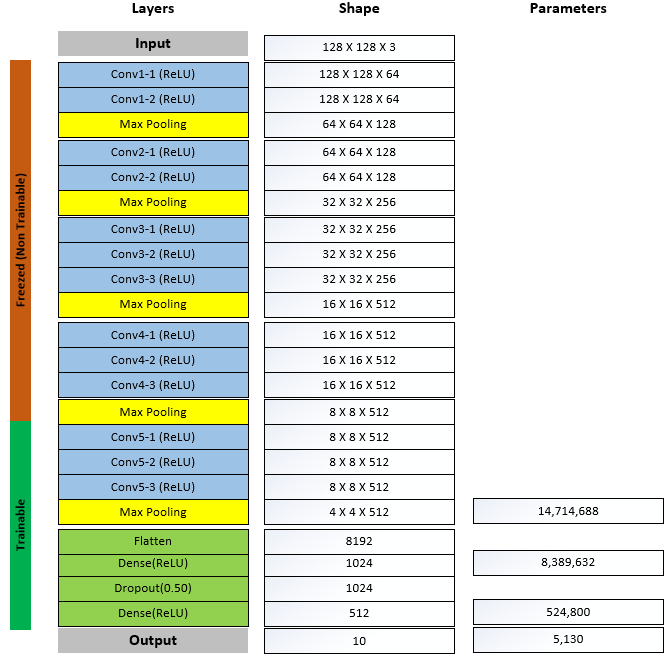 Layers Shape Parameters
Input 128 X 128 X 3
Conv1-1 (ReLU) 128 X 128 X 64
Conv1-2 (ReLU) 128 X 128 X 64
Max Pooling 64 X 64 X 128
Conv2-1 (ReLU) 64 X 64 X 128
Conv2-2 (ReLU) 64 X 64 X 128
Max Pooling 32 X 32 X 256
Conv3-1 (ReLU) 32 X 32 X 256
Conv3-2 (ReLU) 32 X 32 X 256
Conv3-3 (ReLU) 32 X 32 X 256
Max Pooling 16 X 16 X 512
Conv4-1 (ReLU) 16 X 16 X 512
Conv4-2 (ReLU) 16 X 16 X 512
Conv4-3 (ReLU) 16 X 16 X 512
Max Pooling 8 X 8 X 512
Conv5-1 (ReLU) 8 X 8 X 512
Conv5-2 (ReLU) 8 X 8 X 512
Conv5-3 (ReLU) 8 X 8 X 512
Max Pooling 4 X 4 X 512 14,714,688
Flatten 8192
Dense(ReLU) 1024 8,389,632
Dropout(0.50) 1024
Dense(ReLU) 512 524,800
Output 10 5,130
Freezed (Non Trainable)
Trainable